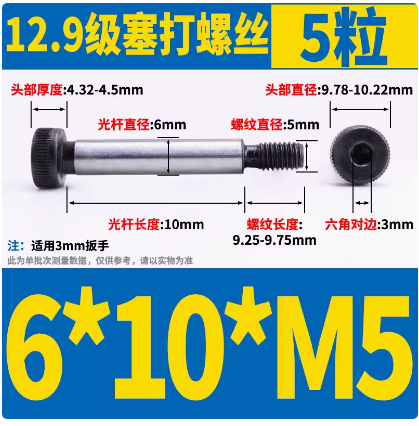 12.9级塞打螺丝 5粒
头部厚度:4.32-4.5mm 头部直径:9.78-10.22mm
光杆直径:6mm 螺纹直径:5mm
光杆长度:10mm 螺纹长度: 六角对边:3mm
9.25-9.75mm
注: 适用3mm扳手
此为单批次测量数据，仅供参考，请以实物为准
6*10*M5